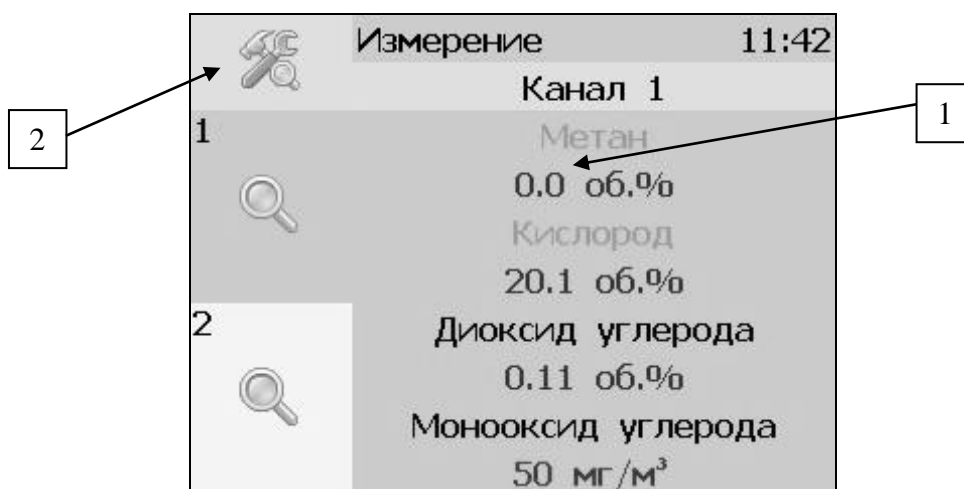 Измерение 11:42
Канал 1
1
Метан
0.0 об.%
Кислород
20.1 об.%
2
Диоксид углерода
0.11 об.%
Монооксид углерода
50 мг/м³
2
1